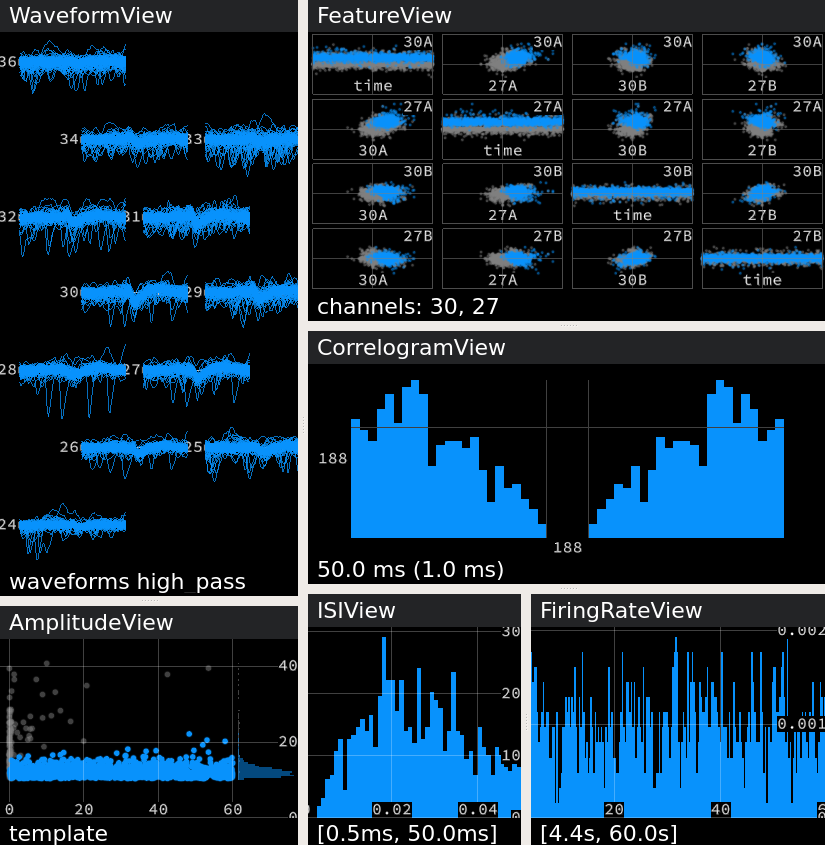 WaveformView
36
34 33
32 31
30 29
28 27
26 25
24
waveforms high_pass
FeatureView
30A 30A 30A 30A
time 27A 30B 27B
27A 27A 27A 27A
30A time 30B 27B
30B 30B 30B 30B
30A 27A time 27B
27B 27B 27B 27B
30A 27A 30B time
channels: 30, 27
CorrelogramView
188
188
50.0 ms (1.0 ms)
AmplitudeView
40
20
0
0 20 40 60
template
ISIView
30
20
10
0.02 0.04
[0.5ms, 50.0ms]
FiringRateView
0.002
0.001
20 40
[4.4s, 60.0s]